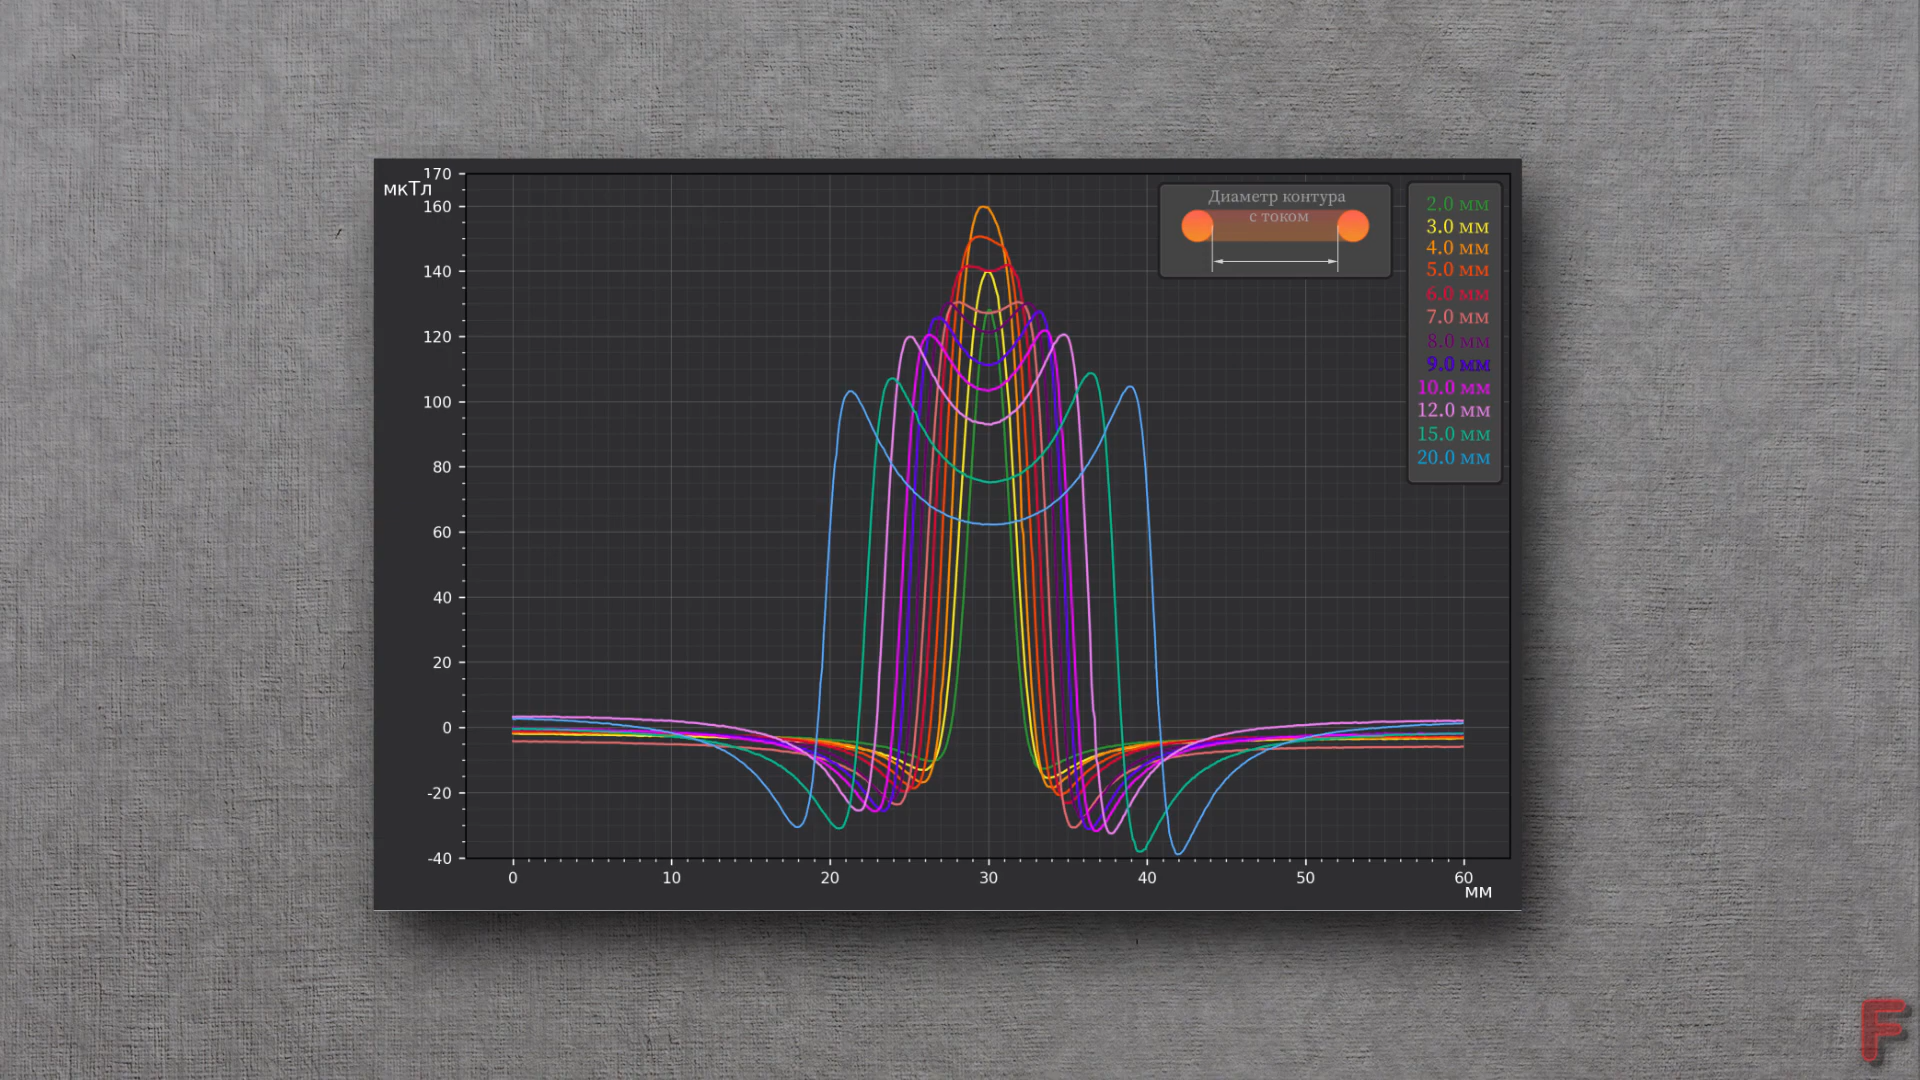 170
мкТл
160
140
120
100
80
60
40
20
0
-20
-40
0 10 20 30 40 50 60
мм
Диаметр контура
с током
2.0 мм
3.0 мм
4.0 мм
5.0 мм
6.0 мм
7.0 мм
8.0 мм
9.0 мм
10.0 мм
12.0 мм
15.0 мм
20.0 мм
F